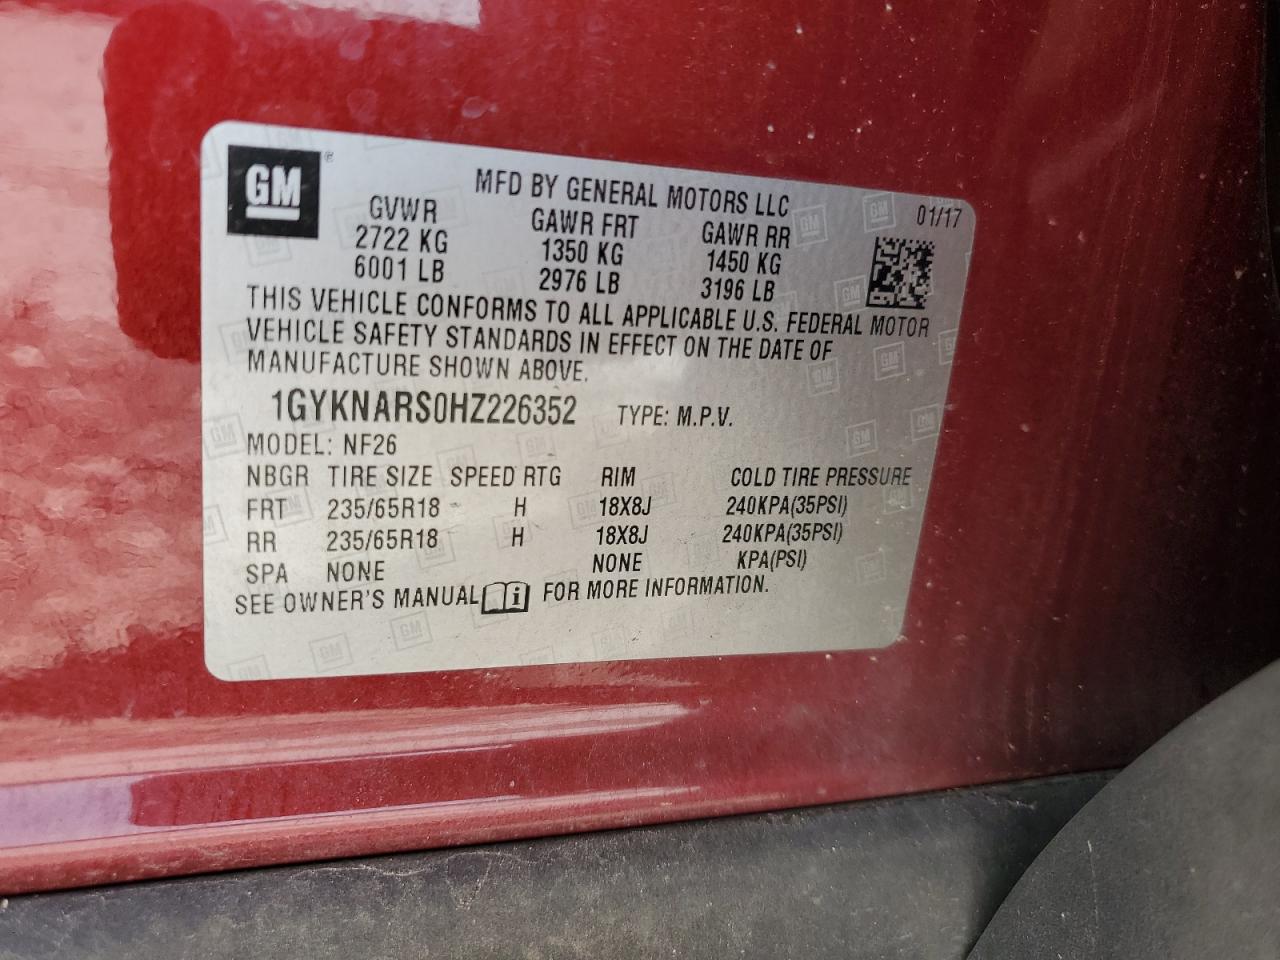 GM
MFD BY GENERAL MOTORS LLC
01/17
GVWR GAWR FRT GAWR RR
2722 KG 1350 KG 1450 KG
6001 LB 2976 LB 3196 LB
THIS VEHICLE CONFORMS TO ALL APPLICABLE U.S. FEDERAL MOTOR
VEHICLE SAFETY STANDARDS IN EFFECT ON THE DATE OF
MANUFACTURE SHOWN ABOVE.
1GYKNARS0HZ226352 TYPE: M.P.V.
MODEL: NF26
NBGR TIRE SIZE SPEED RTG RIM COLD TIRE PRESSURE
FRT 235/65R18 H 18X8J 240KPA(35PSI)
RR 235/65R18 H 18X8J 240KPA(35PSI)
SPA NONE NONE KPA(PSI)
SEE OWNER'S MANUAL i FOR MORE INFORMATION.